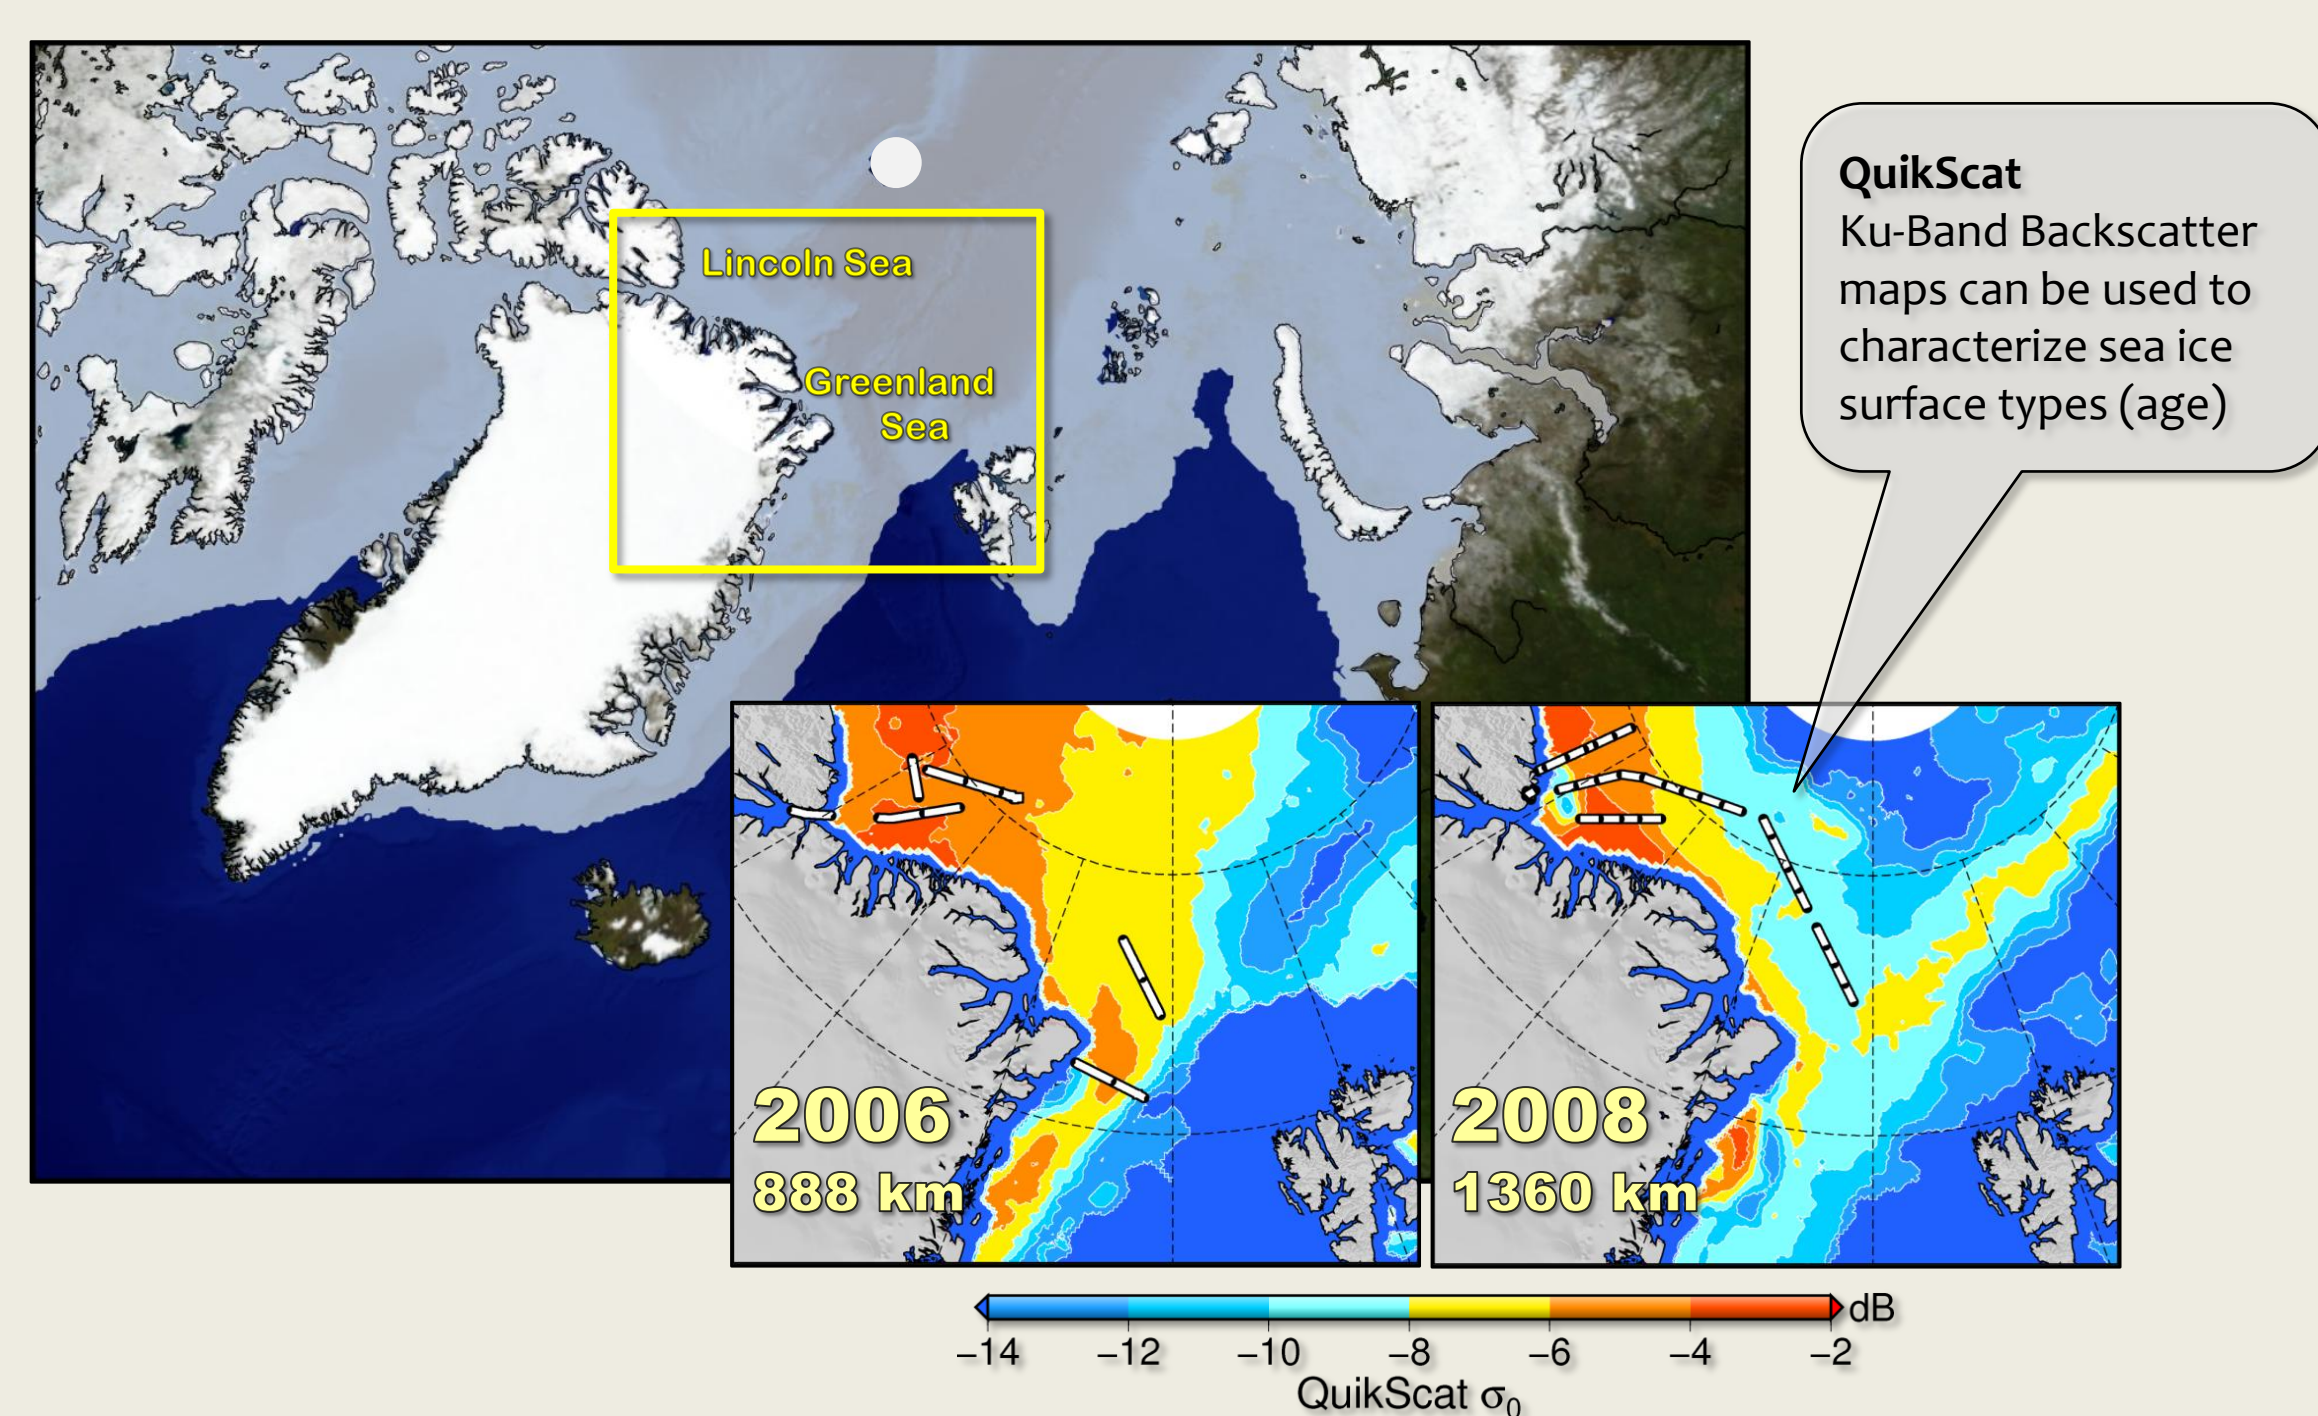 Lincoln Sea
Greenland
Sea
QuikScat
Ku-Band Backscatter
maps can be used to
characterize sea ice
surface types (age)
2006
888 km
2008
1360 km
dB
−14 −12 −10 −8 −6 −4 −2
QuikScat σ₀